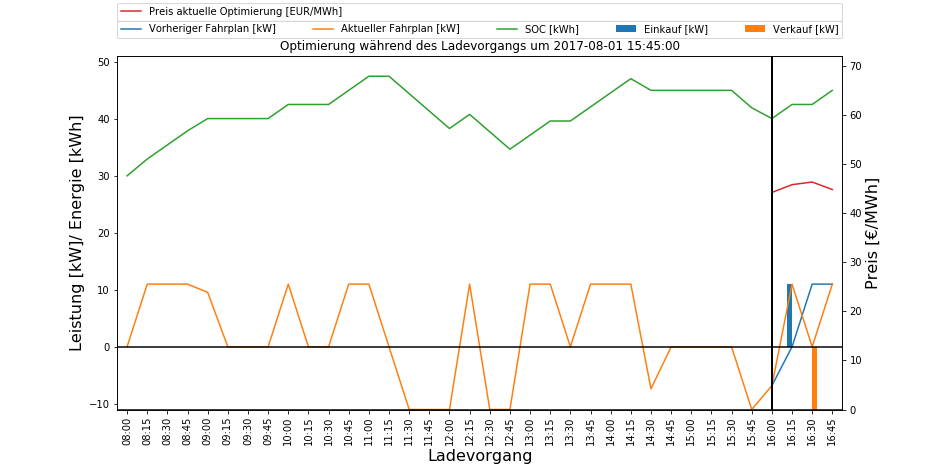 Preis aktuelle Optimierung [EUR/MWh]
Vorheriger Fahrplan [kW] Aktueller Fahrplan [kW] SOC [kWh] Einkauf [kW] Verkauf [kW]
Optimierung während des Ladevorgangs um 2017-08-01 15:45:00
Leistung [kW]/ Energie [kWh]
50
40
30
20
10
0
−10
70
60
50
40
30
20
10
0
Preis [€/MWh]
08:00 08:15 08:30 08:45 09:00 09:15 09:30 09:45 10:00 10:15 10:30 10:45 11:00 11:15 11:30 11:45 12:00 12:15 12:30 12:45 13:00 13:15 13:30 13:45 14:00 14:15 14:30 14:45 15:00 15:15 15:30 15:45 16:00 16:15 16:30 16:45
Ladevorgang